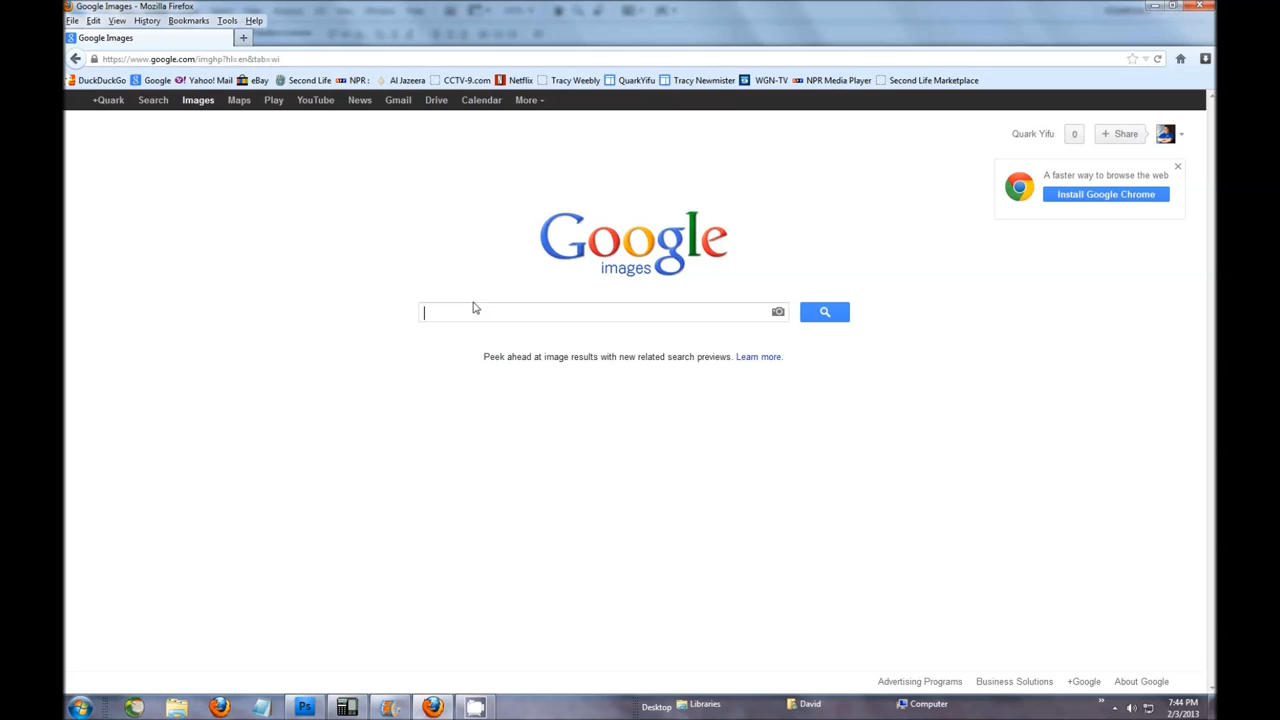 Google Images - Mozilla Firefox
File Edit View History Bookmarks Tools Help
Google Images
https://www.google.com/imghp?hl=en&tab=wi
DuckDuckGo Google Yahoo! Mail eBay Second Life NPR : Al Jazeera CCTV-9.com Netflix Tracy Weebly QuarkYifu Tracy Newmister WGN-TV NPR Media Player Second Life Marketplace
+Quark Search Images Maps Play YouTube News Gmail Drive Calendar More
Quark Yifu 0 + Share
A faster way to browse the web
Install Google Chrome
Google
images
Peek ahead at image results with new related search previews. Learn more.
Advertising Programs Business Solutions +Google About Google
Ps Desktop Libraries David Computer » 7:44 PM
2/3/2013